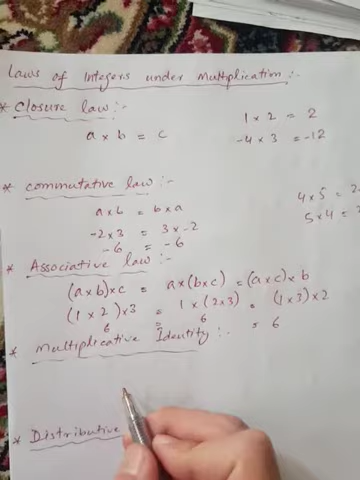 Laws of Integers under Multiplication:-
* Closure law:-
1 x 2 = 2
a x b = c
-4 x 3 = -12
* commutative law:-
a x b = b x a
4 x 5 = 2
-2 x 3 = 3 x -2
5 x 4 =
-6 = -6
* Associative law:-
(a x b) x c = a x (b x c) = (a x c) x b
(1 x 2) x 3 = 1 x (2 x 3) = (1 x 3) x 2
6 = 6 = 6
* Multiplicative Identity:-
* Distributive